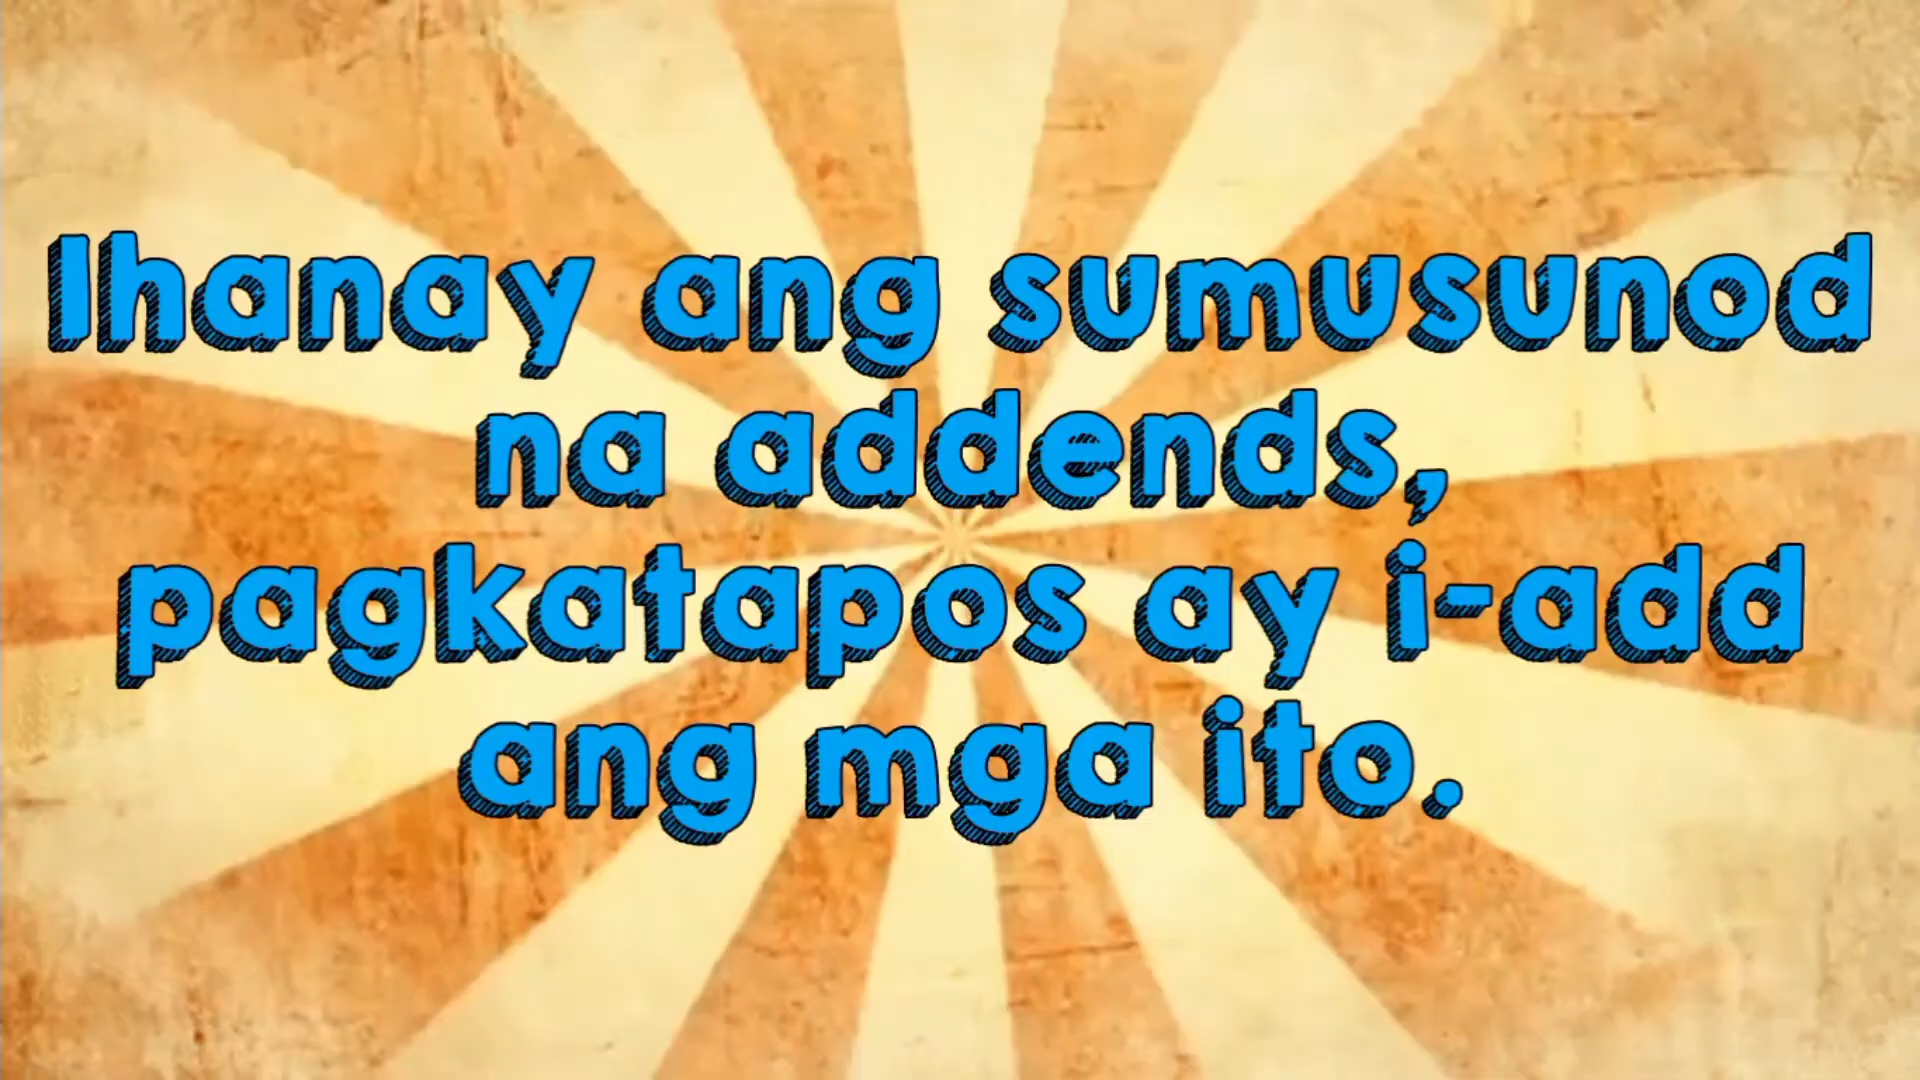 Ihanay ang sumusunod
na addends,
pagkatapos ay i-add
ang mga ito.